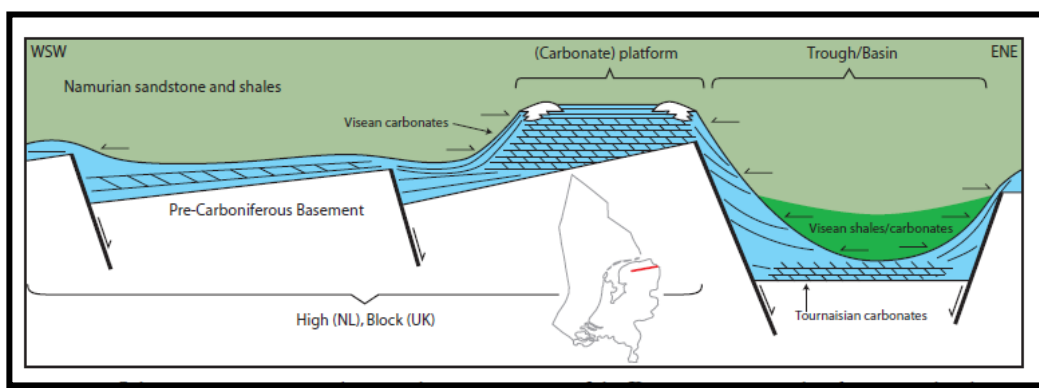 WSW
(Carbonate) platform
Trough/Basin
ENE
Namurian sandstone and shales
Visean carbonates
Pre-Carboniferous Basement
Visean shales/carbonates
High (NL), Block (UK)
Tournaisian carbonates